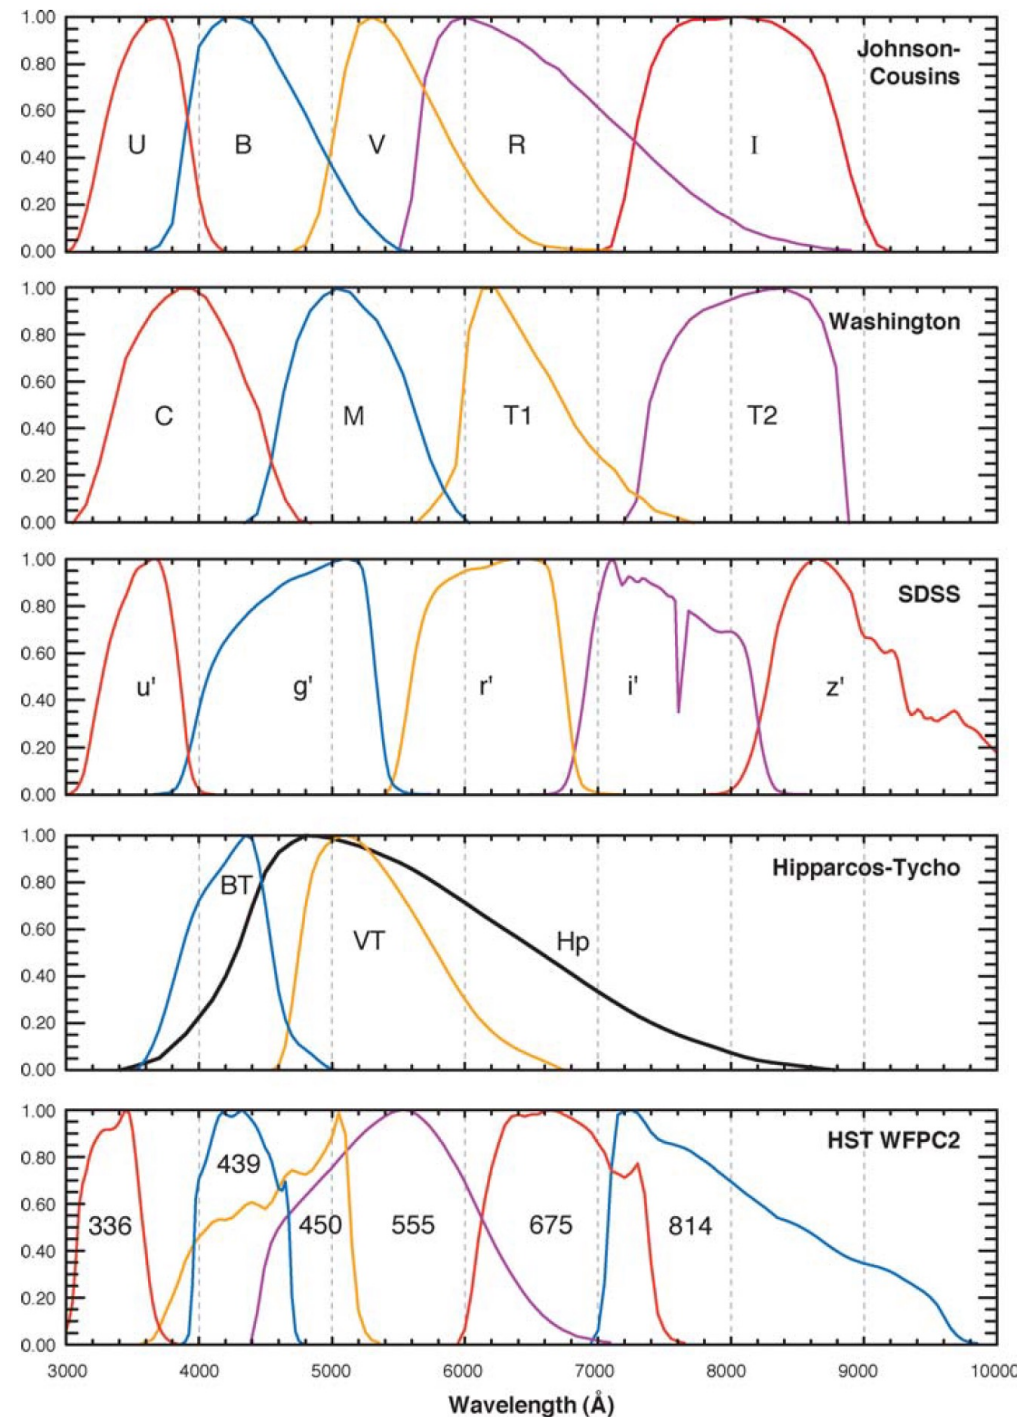 1.00
0.80
0.60
0.40
0.20
0.00
Johnson-
Cousins
U B V R I
1.00
0.80
0.60
0.40
0.20
0.00
Washington
C M T1 T2
1.00
0.80
0.60
0.40
0.20
0.00
SDSS
u' g' r' i' z'
1.00
0.80
0.60
0.40
0.20
0.00
Hipparcos-Tycho
BT VT Hp
1.00
0.80
0.60
0.40
0.20
0.00
HST WFPC2
439
336 450 555 675 814
3000 4000 5000 6000 7000 8000 9000 10000
Wavelength (Å)